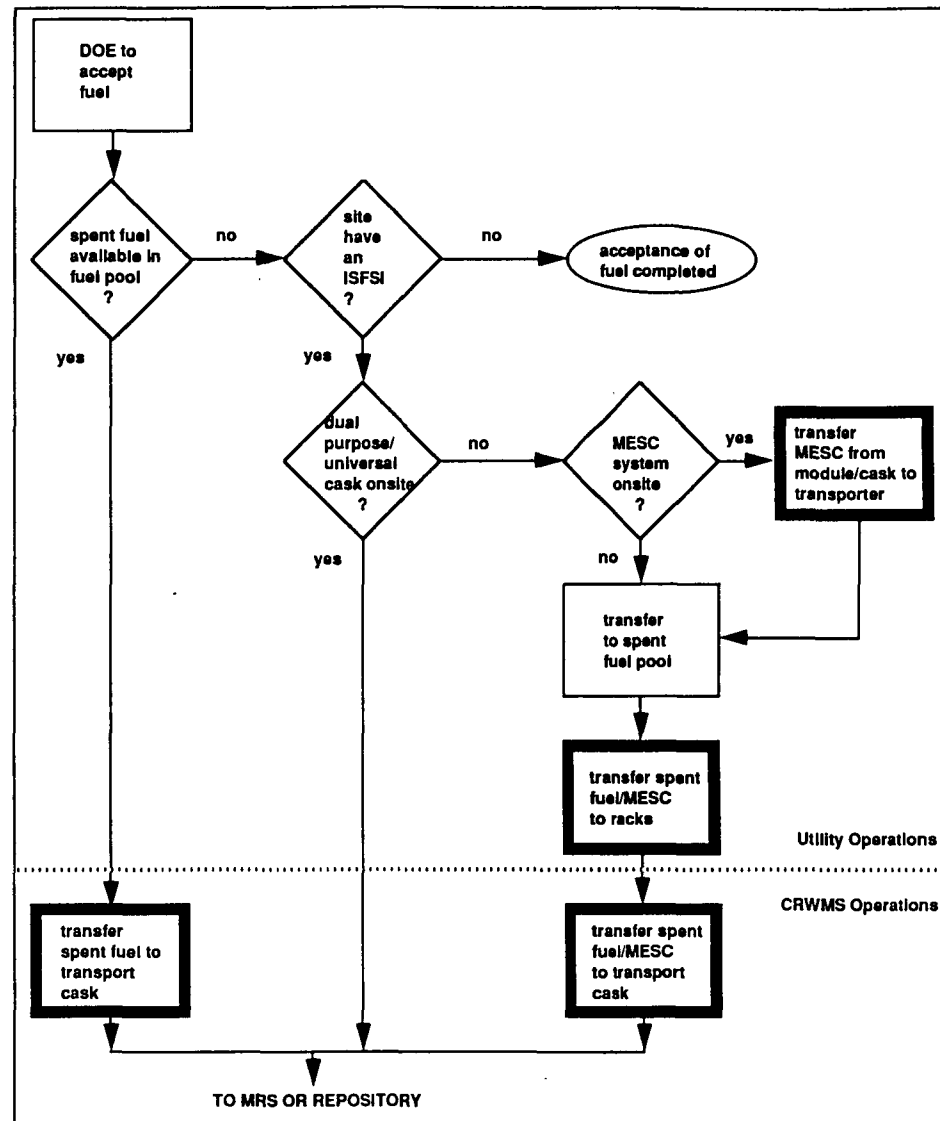 DOE to
accept
fuel
spent fuel
available in
fuel pool
?
no
site
have
an
ISFSI
?
no
acceptance of
fuel completed
yes
yes
dual
purpose/
universal
cask onsite
?
no
MESC
system
onsite
?
yes
transfer
MESC from
module/cask to
transporter
yes
no
transfer
to spent
fuel pool
transfer spent
fuel/MESC
to racks
Utility Operations
CRWMS Operations
transfer
spent fuel to
transport
cask
transfer spent
fuel/MESC
to transport
cask
TO MRS OR REPOSITORY